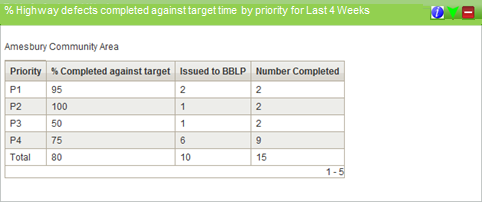 % Highway defects completed against target time by priority for Last 4 Weeks
Amesbury Community Area
Priority % Completed against target Issued to BBLP Number Completed
P1 95 2 2
P2 100 1 2
P3 50 1 2
P4 75 6 9
Total 80 10 15
1 - 5